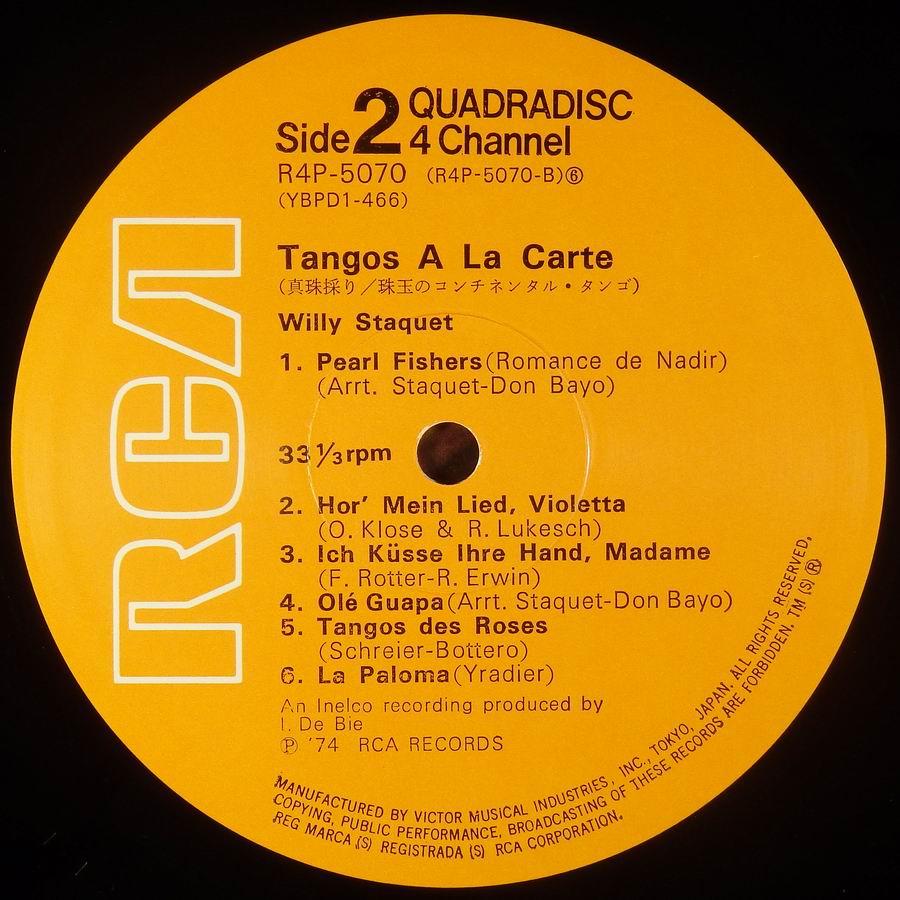 RCA
Side 2 QUADRADISC
4 Channel
R4P-5070 (R4P-5070-B)⑥
(YBPD1-466)
Tangos A La Carte
(真珠採り／珠玉のコンチネンタル・タンゴ)
Willy Staquet
1. Pearl Fishers (Romance de Nadir)
(Arrt. Staquet-Don Bayo)
33 1/3 rpm
2. Hor' Mein Lied, Violetta
(O. Klose & R. Lukesch)
3. Ich Küsse Ihre Hand, Madame
(F. Rotter-R. Erwin)
4. Olé Guapa (Arrt. Staquet-Don Bayo)
5. Tangos des Roses
(Schreier-Bottero)
6. La Paloma (Yradier)
An Inelco recording produced by
I. De Bie
Ⓟ '74 RCA RECORDS
MANUFACTURED BY VICTOR MUSICAL INDUSTRIES, INC., TOKYO, JAPAN. ALL RIGHTS RESERVED.
COPYING, PUBLIC PERFORMANCE, BROADCASTING OF THESE RECORDS ARE FORBIDDEN. TM (S) Ⓡ
REG MARCA (S) REGISTRADA (S) RCA CORPORATION.